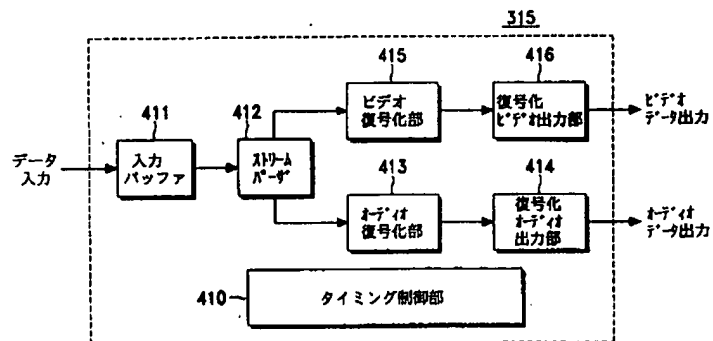 315
415
416
ビデオ
復号化部
復号化
ビデオ出力部
ビデオ
データ出力
411
412
データ
入力
入力
バッファ
ストリーム
パーザ
413
414
オーディオ
復号化部
復号化
オーディオ
出力部
オーディオ
データ出力
410
タイミング制御部